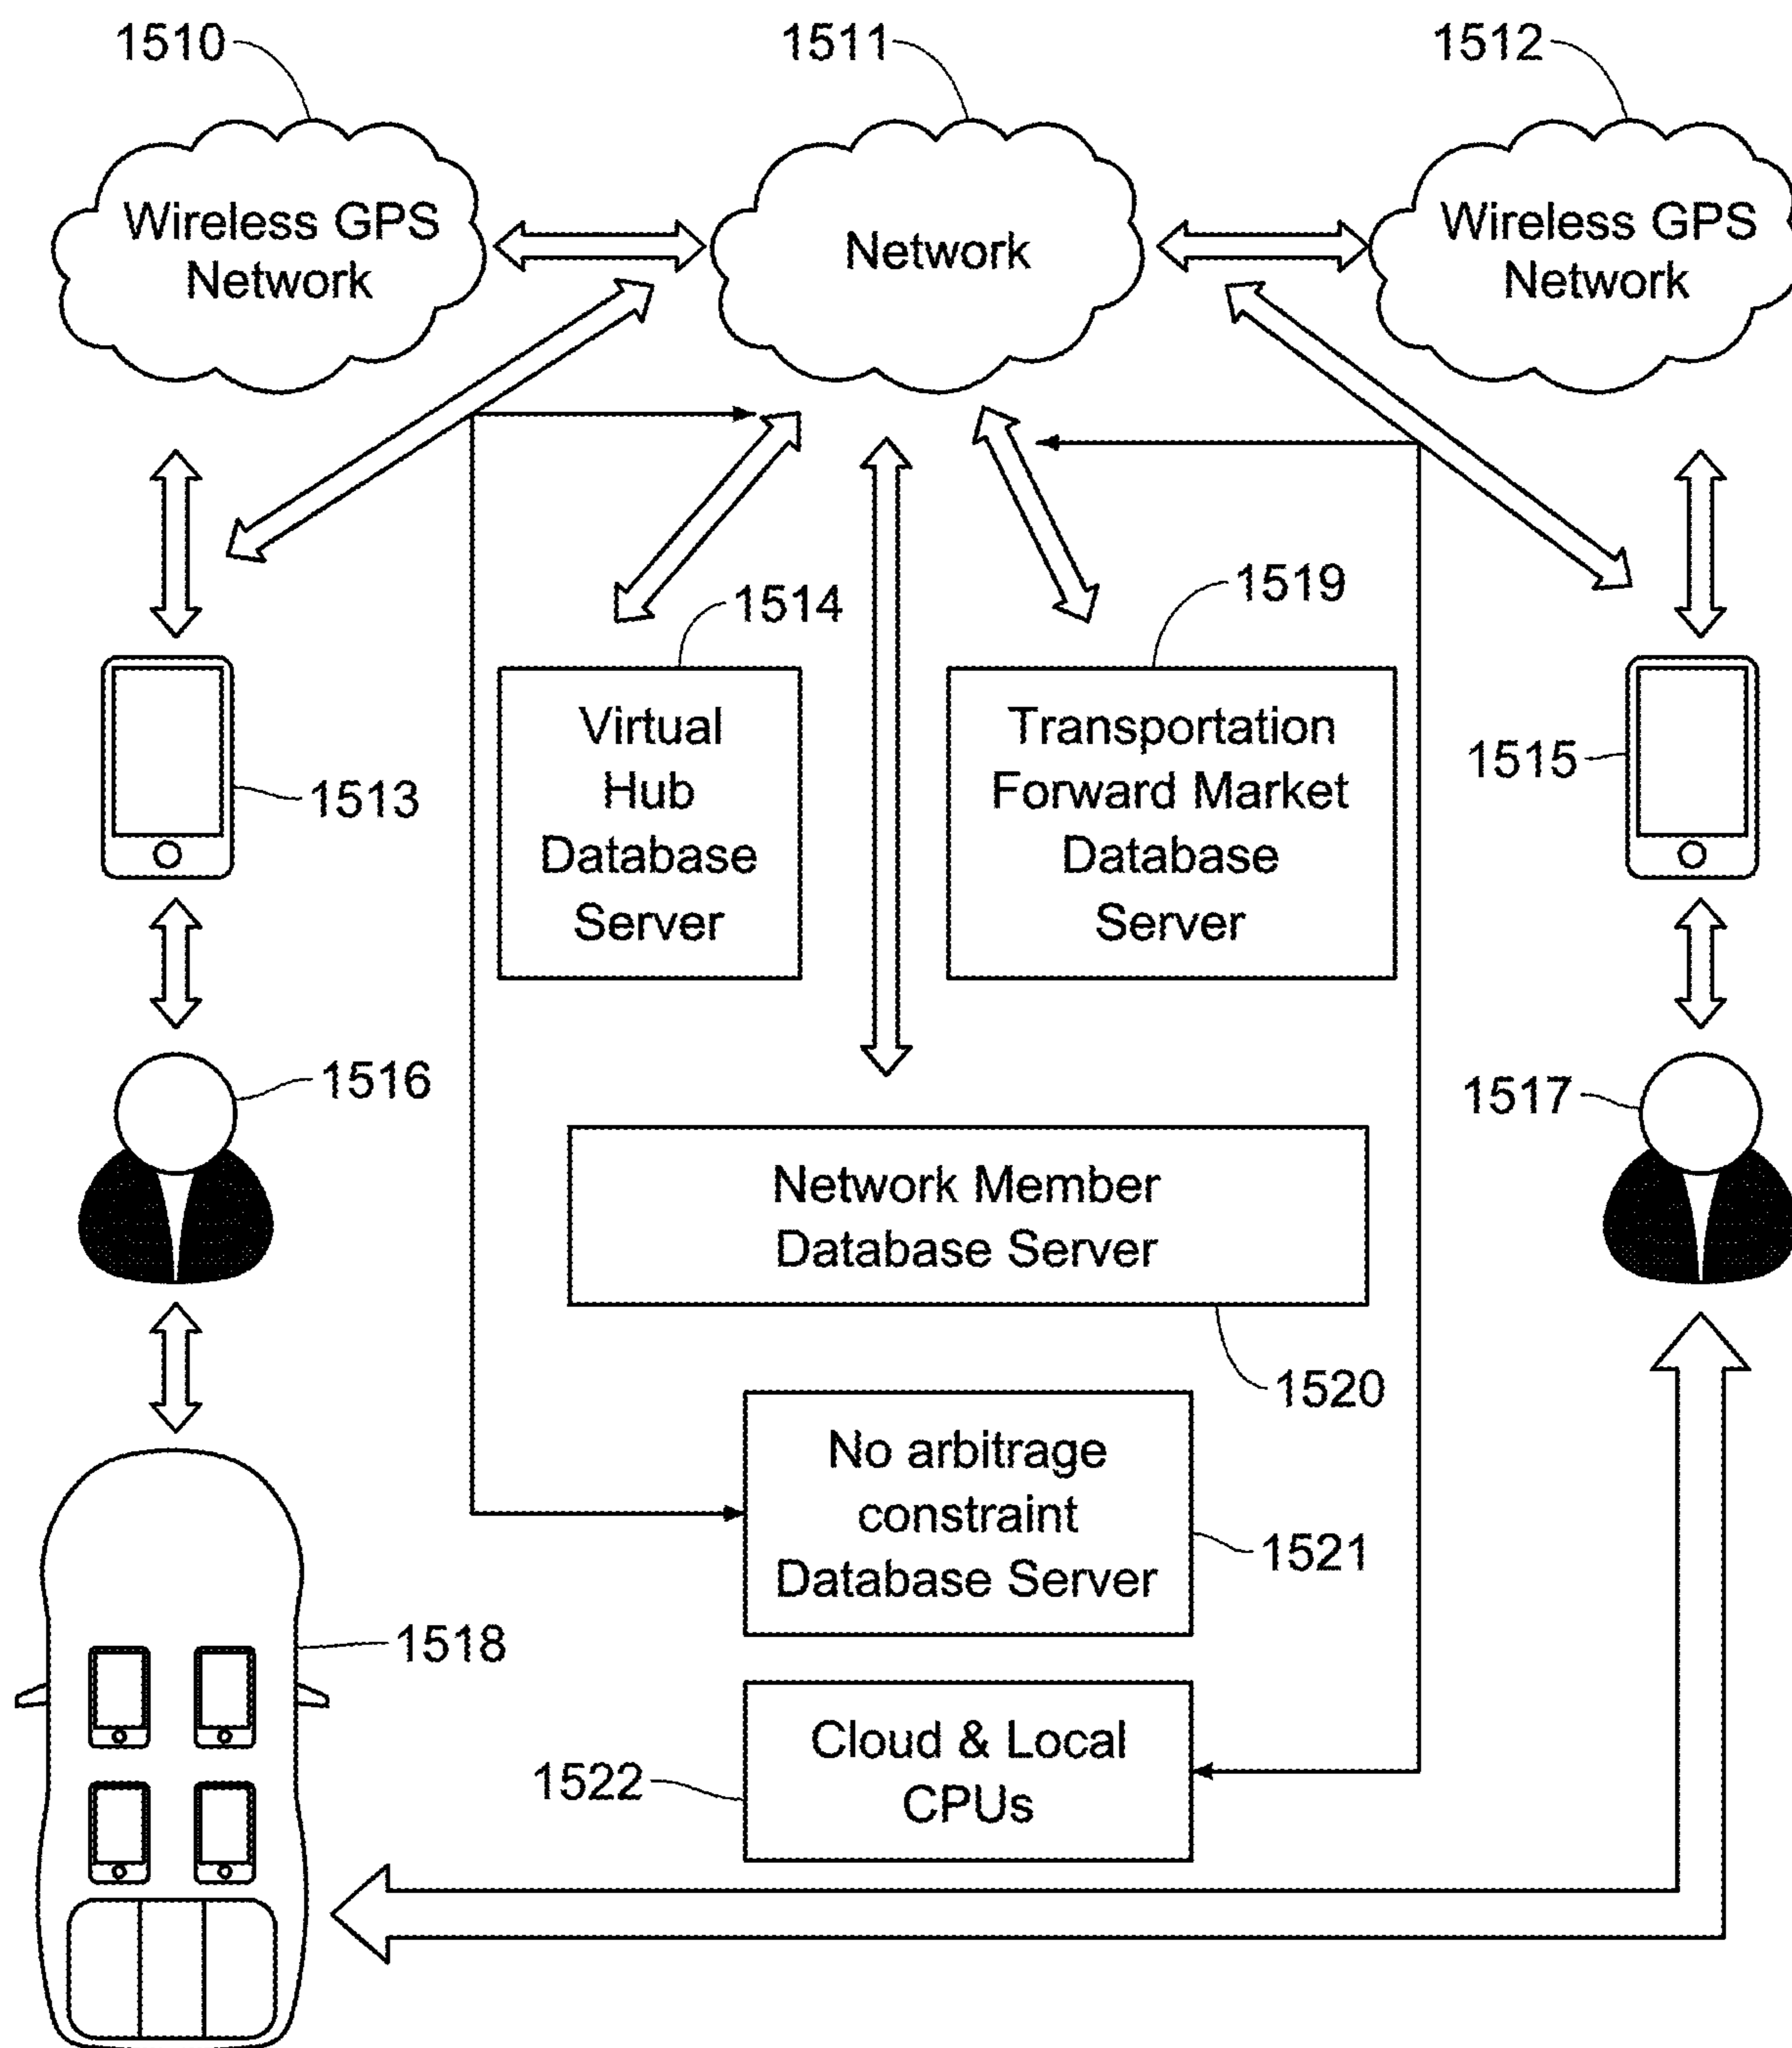 1510
1511
1512
Wireless GPS
Network
Network
Wireless GPS
Network
1514
1519
1513
Virtual
Hub
Database
Server
Transportation
Forward Market
Database
Server
1515
1516
1517
Network Member
Database Server
1520
No arbitrage
constraint
Database Server
1521
1518
Cloud & Local
CPUs
1522